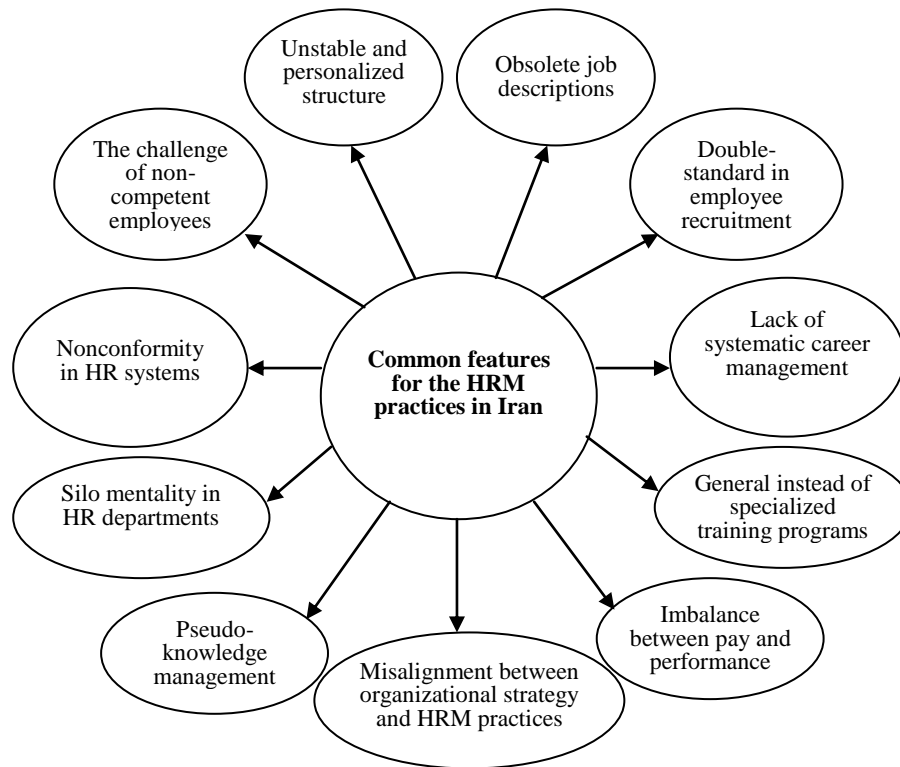 Unstable and
personalized
structure
Obsolete job
descriptions
The challenge
of non-
competent
employees
Double-
standard in
employee
recruitment
Nonconformity
in HR systems
Common features
for the HRM
practices in Iran
Lack of
systematic career
management
Silo mentality in
HR departments
General instead of
specialized
training programs
Pseudo-
knowledge
management
Misalignment between
organizational strategy
and HRM practices
Imbalance
between pay and
performance